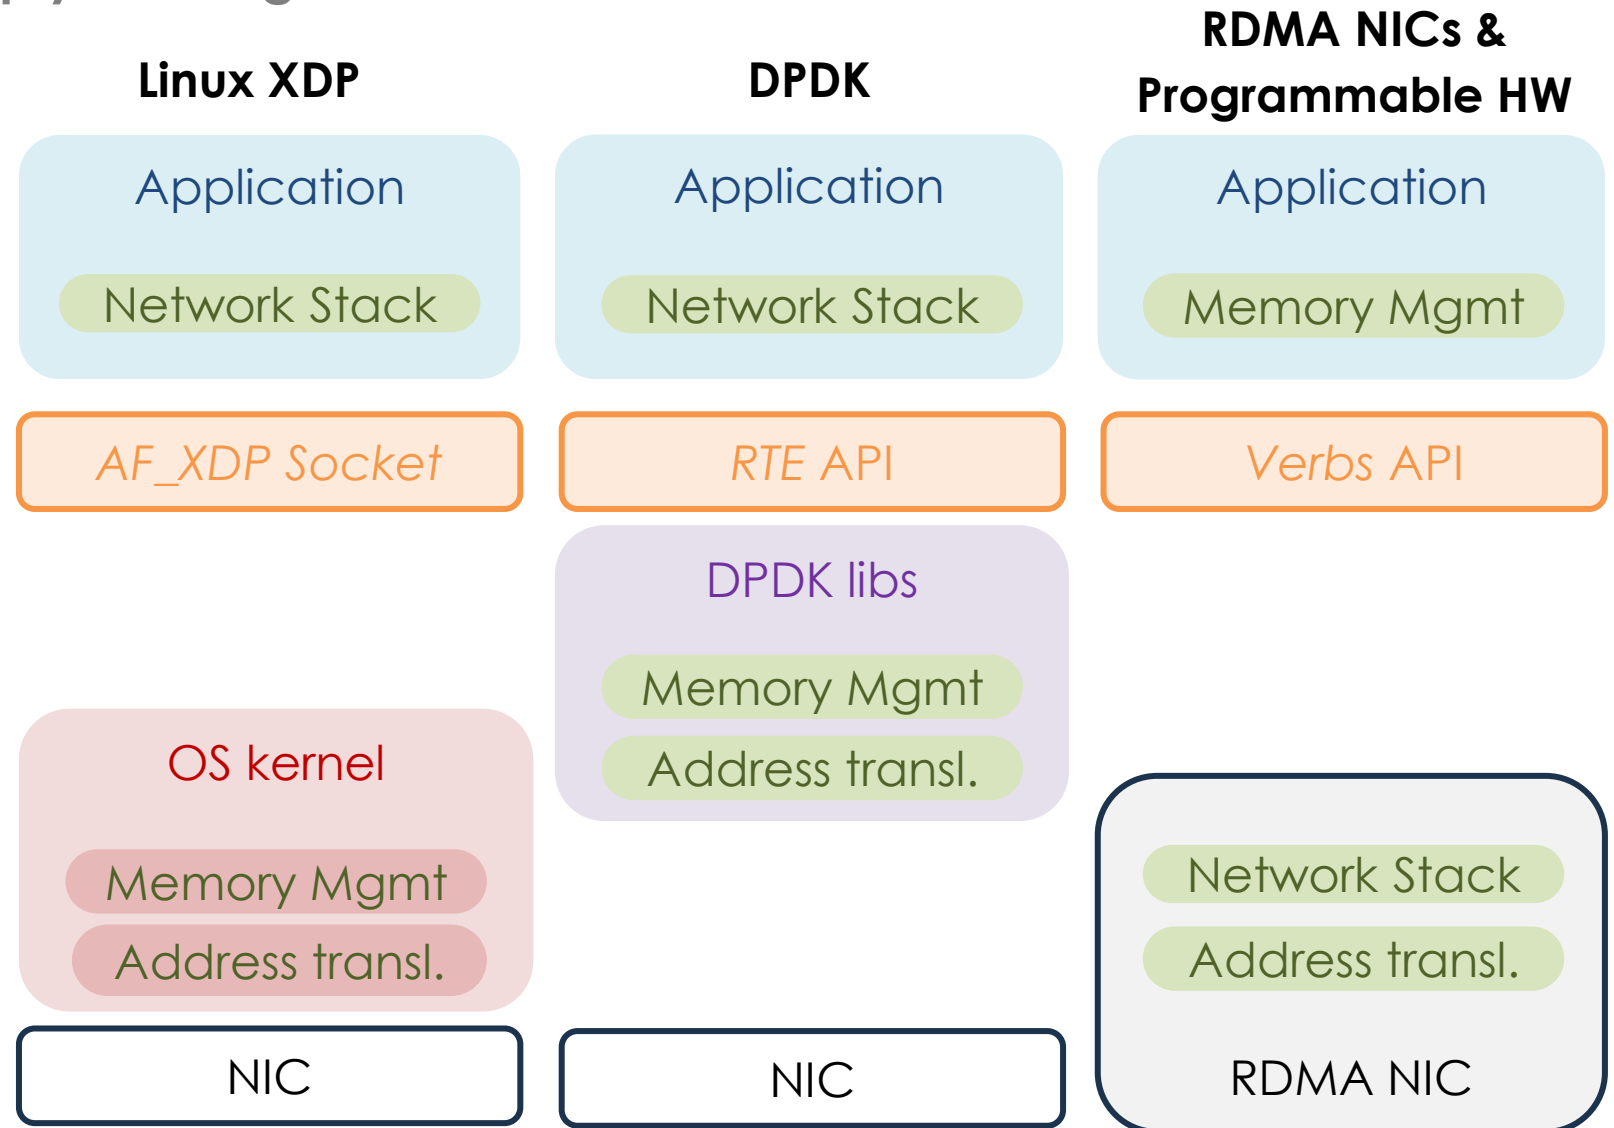 Linux XDP
Application
Network Stack
AF_XDP Socket
OS kernel
Memory Mgmt
Address transl.
NIC
DPDK
Application
Network Stack
RTE API
DPDK libs
Memory Mgmt
Address transl.
NIC
RDMA NICs &
Programmable HW
Application
Memory Mgmt
Verbs API
Network Stack
Address transl.
RDMA NIC